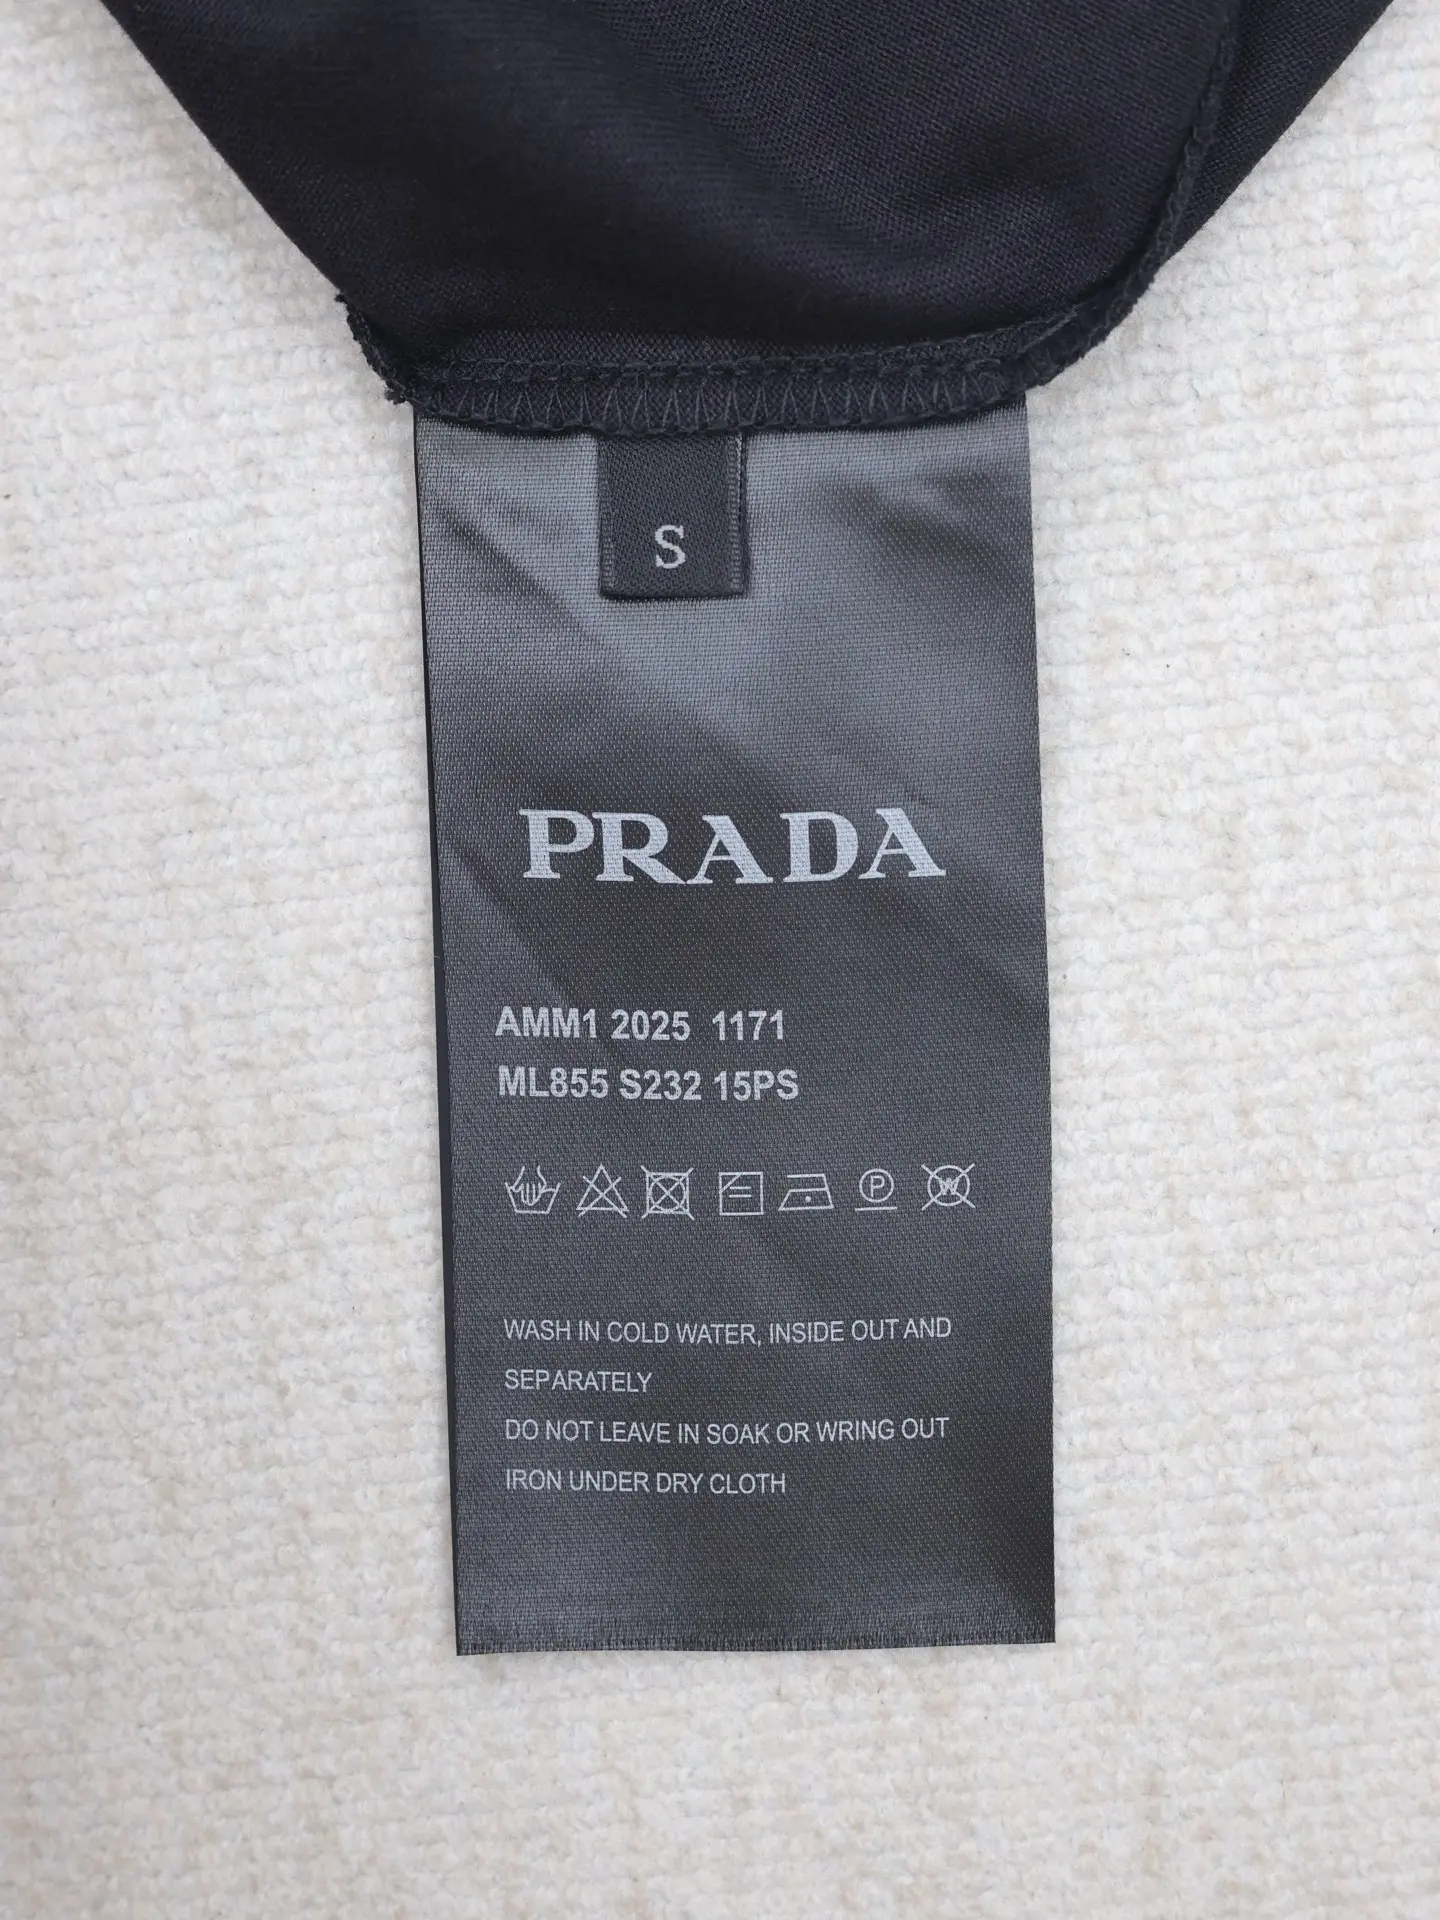 S
PRADA
AMM1 2025 1171
ML855 S232 15PS
P W
WASH IN COLD WATER, INSIDE OUT AND
SEPARATELY
DO NOT LEAVE IN SOAK OR WRING OUT
IRON UNDER DRY CLOTH